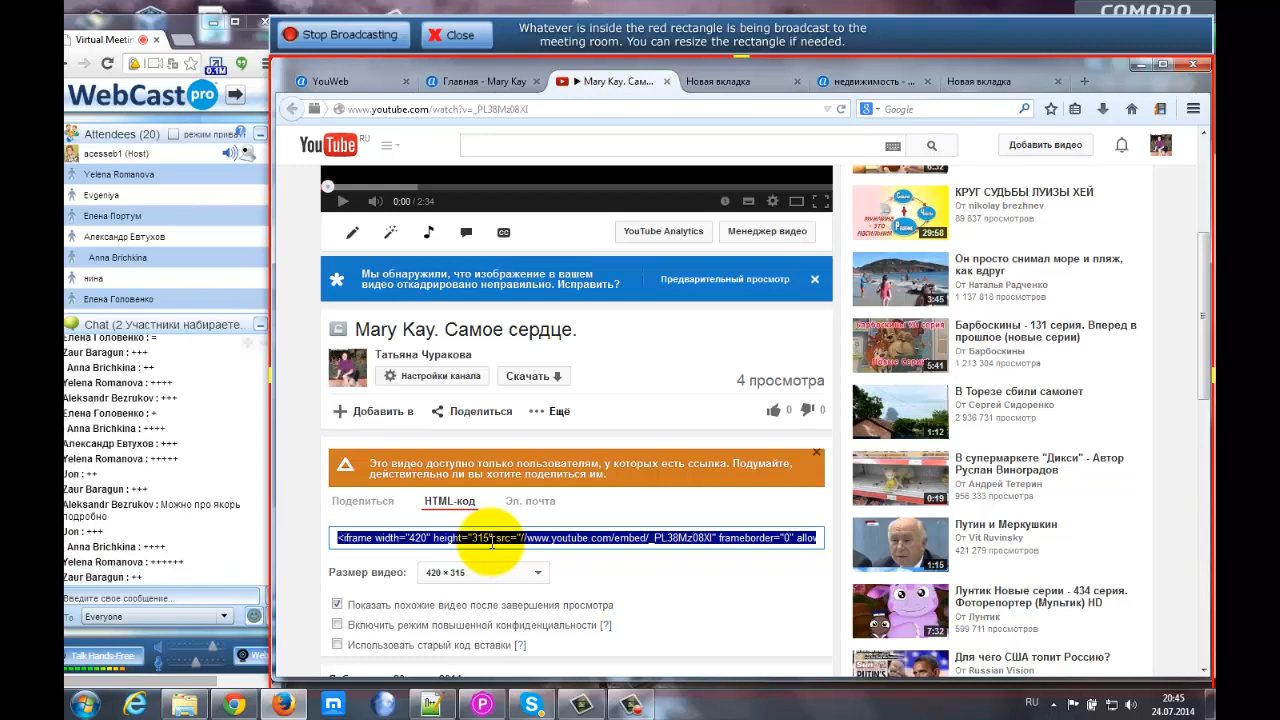 COMODO
Virtual Meeti
Stop Broadcasting
Close
Whatever is inside the red rectangle is being broadcast to the
meeting room. You can resize the rectangle if needed.
0.1M
WebCast pro
Attendees (20)
режим прива
acesseb1 (Host)
Yelena Romanova
Evgeniya
Елена Лортум
Александр Евтухов
Anna Brichkina
нина
Елена Головенко
Chat (2 Участники набираете.
Елена Головенко : =
Zaur Baragun : +++
Anna Brichkina : ++
Yelena Romanova : ++++
Aleksandr Bezrukov : +++
Елена Головенко : +
Anna Brichkina : ++++
Александр Евтухов : +++
Yelena Romanova : +++++
Jon : ++
Zaur Baragun : +++
Aleksandr Bezrukov : Можно про якорь
подробно
Jon : +++
Anna Brichkina : +++
Zaur Baragun : +++
Yelena Romanova : ++++
Введите свое сообщение...
To
Everyone
Talk Hands-Free
YouWeb
Главная - Mary Kay
Mary Kay. Сам...
Новая вкладка
недвижимость - ...
Новая вкладка
www.youtube.com/watch?v=_PL38Mz08XI
Google
YouTube RU
Добавить видео
0:00 / 2:34
YouTube Analytics
Менеджер видео
Мы обнаружили, что изображение в вашем
видео откадрировано неправильно. Исправить?
Предварительный просмотр
Mary Kay. Самое сердце.
Татьяна Чуракова
Настройки канала
Скачать
4 просмотра
Добавить в
Поделиться
Ещё
0
0
Это видео доступно только пользователям, у которых есть ссылка. Подумайте,
действительно ли вы хотите поделиться им.
Поделиться
HTML-код
Эл. почта
<iframe width="420" height="315" src="//www.youtube.com/embed/_PL38Mz08XI" frameborder="0" allow
Размер видео:
420 × 315
Показать похожие видео после завершения просмотра
Включить режим повышенной конфиденциальности [?]
Использовать старый код вставки [?]
КРУГ СУДЬБЫ ЛУИЗЫ ХЕЙ
От nikolay brezhnev
89 837 просмотров
29:58
Он просто снимал море и пляж,
как вдруг
От Наталья Радченко
1 137 818 просмотров
3:45
Барбоскины - 131 серия. Вперед в
прошлое (новые серии)
От Барбоскины
1 213 304 просмотра
5:41
В Торезе сбили самолет
От Сергей Сидоренко
2 936 731 просмотр
1:12
В супермаркете "Дикси" - Автор
Руслан Виноградов
От Андрей Тетерин
956 333 просмотра
0:19
Путин и Меркушкин
От Vit Ruvinsky
421 279 просмотров
1:15
Лунтик Новые серии - 434 серия.
Фоторепортер (Мультик) HD
От Лунтик
599 711 просмотров
7:32
Для чего США топит Россию?
От Russian Vision
RU
20:45
24.07.2014